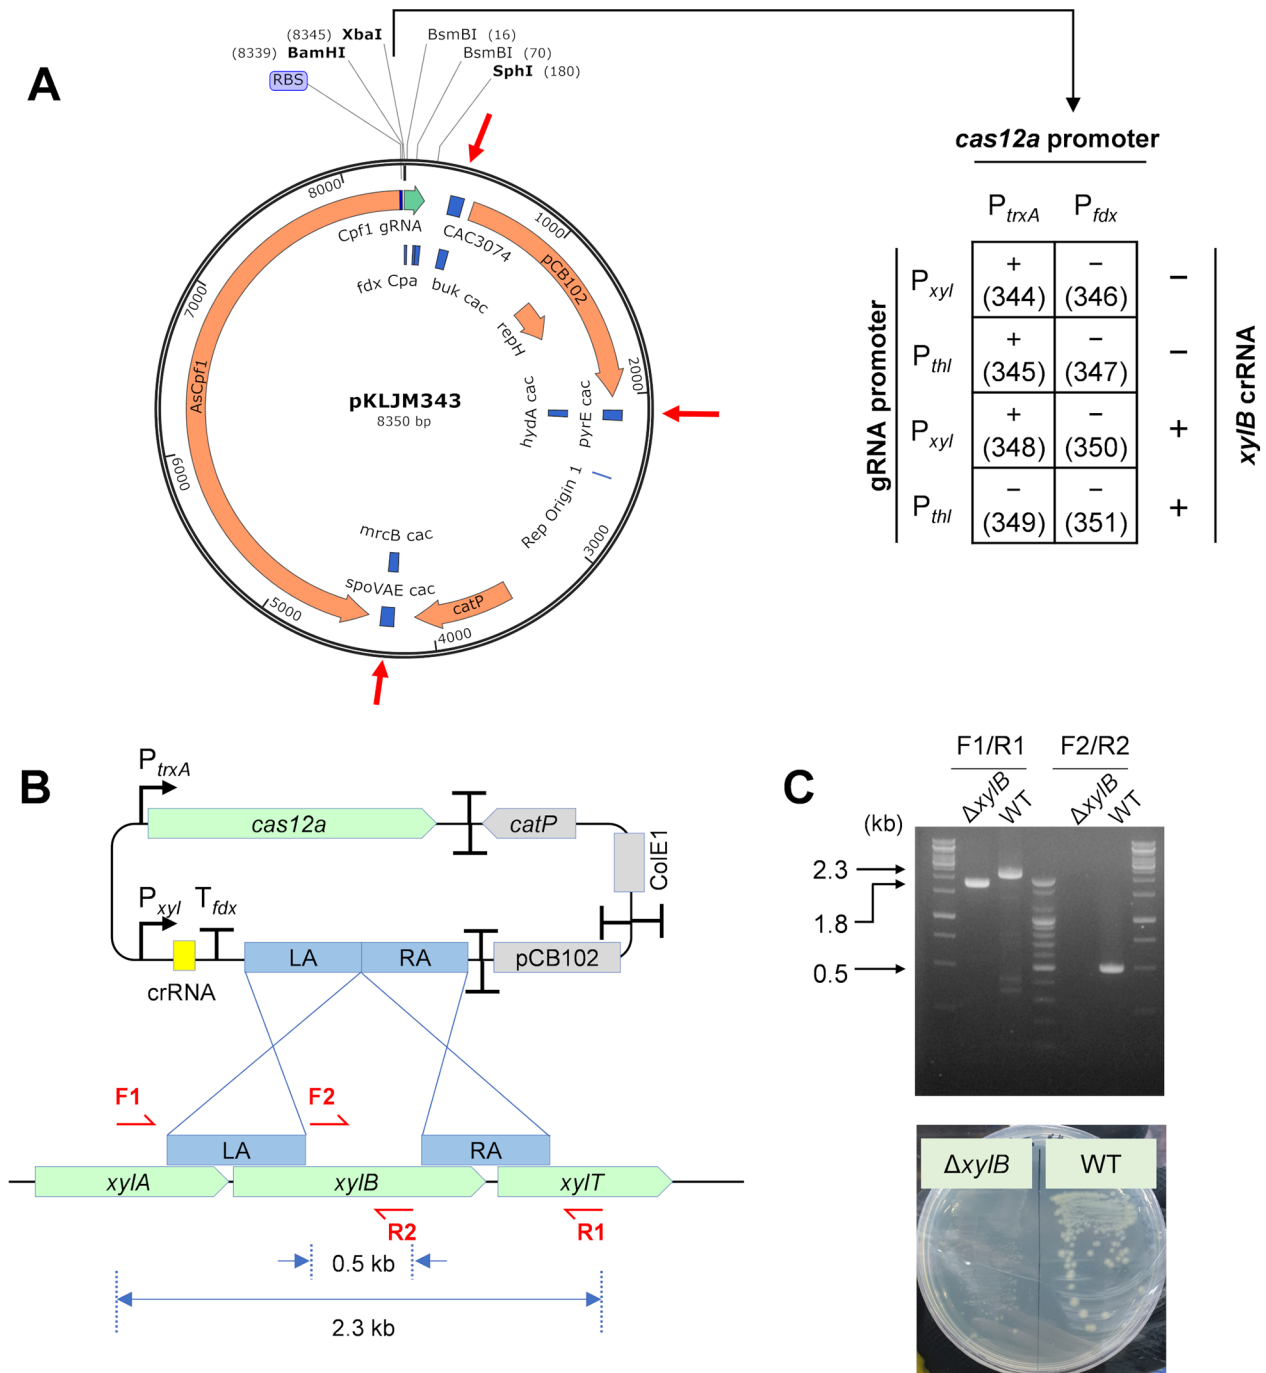 A
(8345) XbaI
BsmBI (16)
(8339) BamHI
BsmBI (70)
RBS
SphI (180)
8000
1000
Cpf1 gRNA
CAC3074
pCB102
fdx Cpa
buk cac
7000
repH
2000
AsCpf1
pKLJM343
8350 bp
hydA cac
pyrE cac
6000
Rep Origin 1
mrcB cac
3000
spoVAE cac
catP
5000
4000
cas12a promoter
PtrxA Pfdx
gRNA promoter
xylB crRNA
Pxyl + (344) − (346) −
Pthl + (345) − (347) −
Pxyl + (348) − (350) +
Pthl − (349) − (351) +
B
PtrxA
cas12a
catP
ColE1
Pxyl Tfdx
LA RA pCB102
crRNA
F1 F2
LA RA
xylA xylB xylT
R2 R1
0.5 kb
2.3 kb
C
F1/R1 F2/R2
ΔxylB WT ΔxylB WT
(kb)
2.3
1.8
0.5
ΔxylB WT